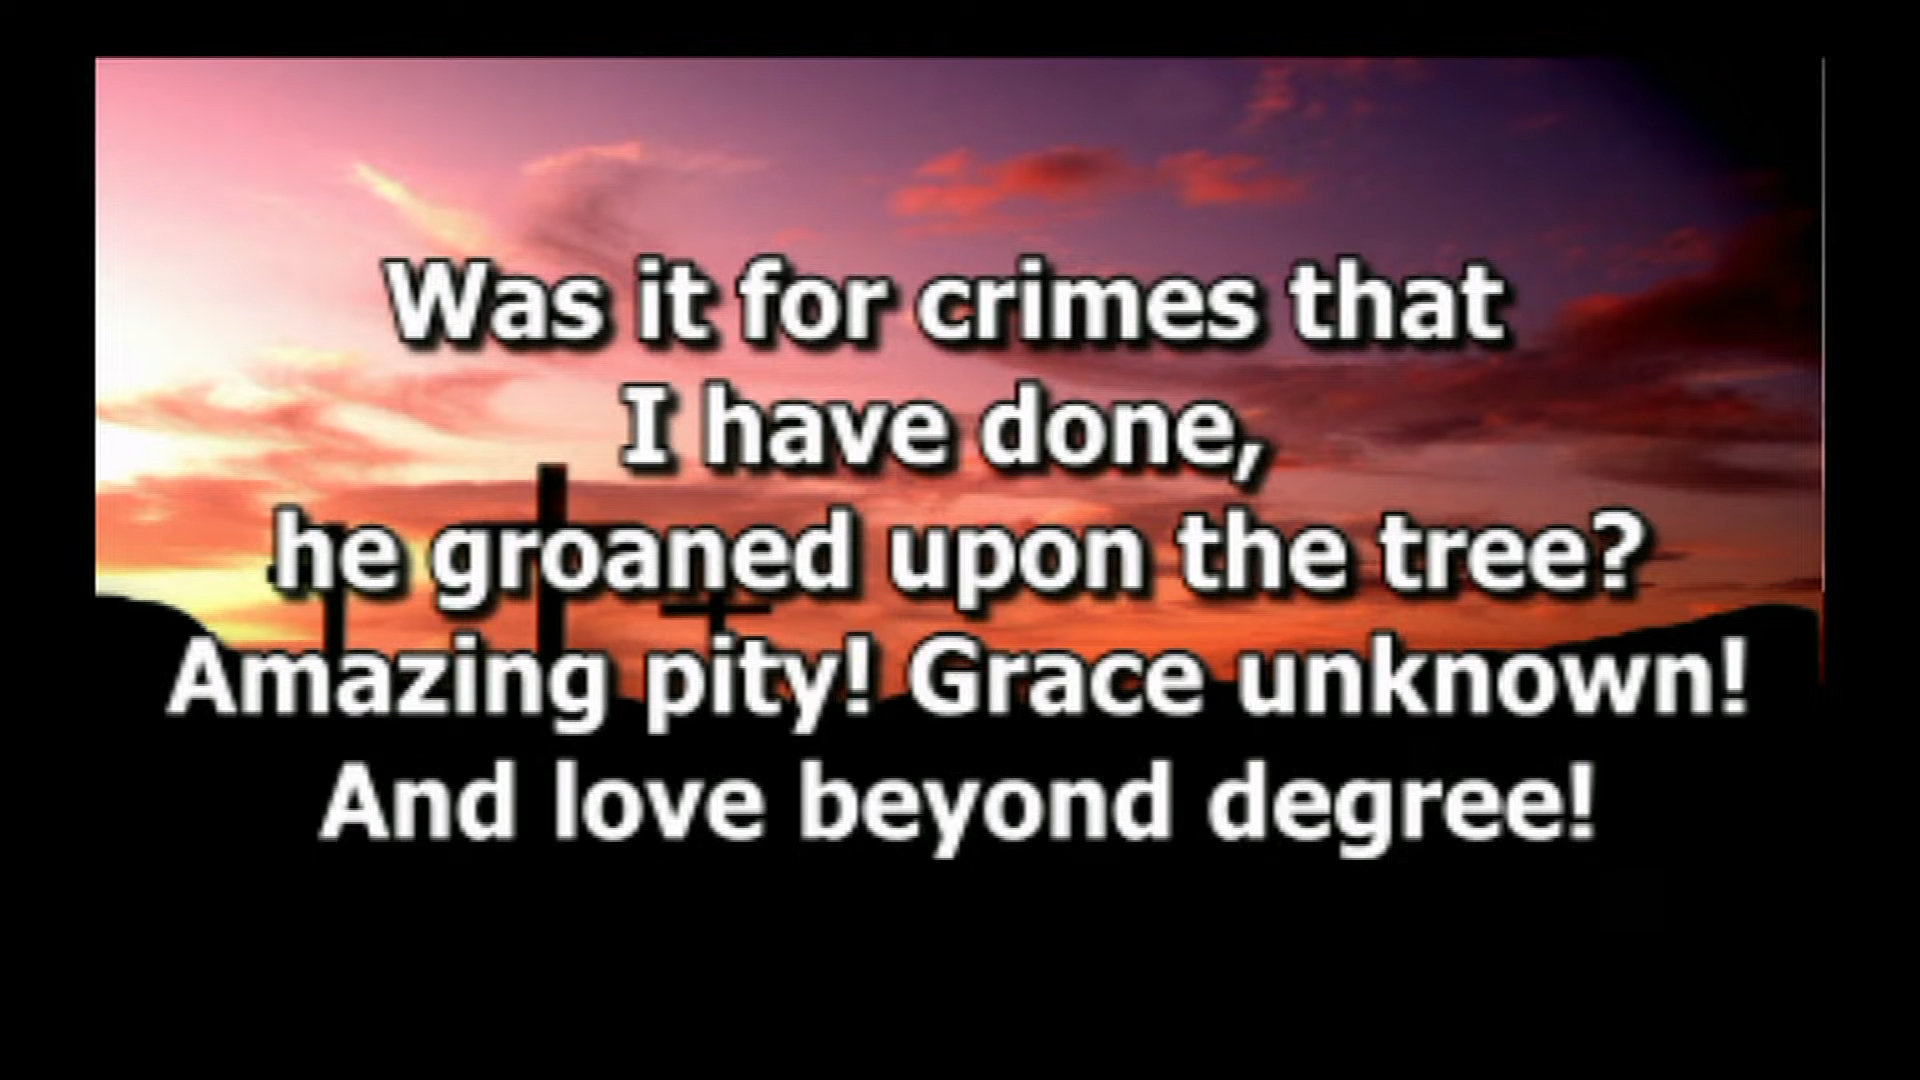 Was it for crimes that
I have done,
he groaned upon the tree?
Amazing pity! Grace unknown!
And love beyond degree!